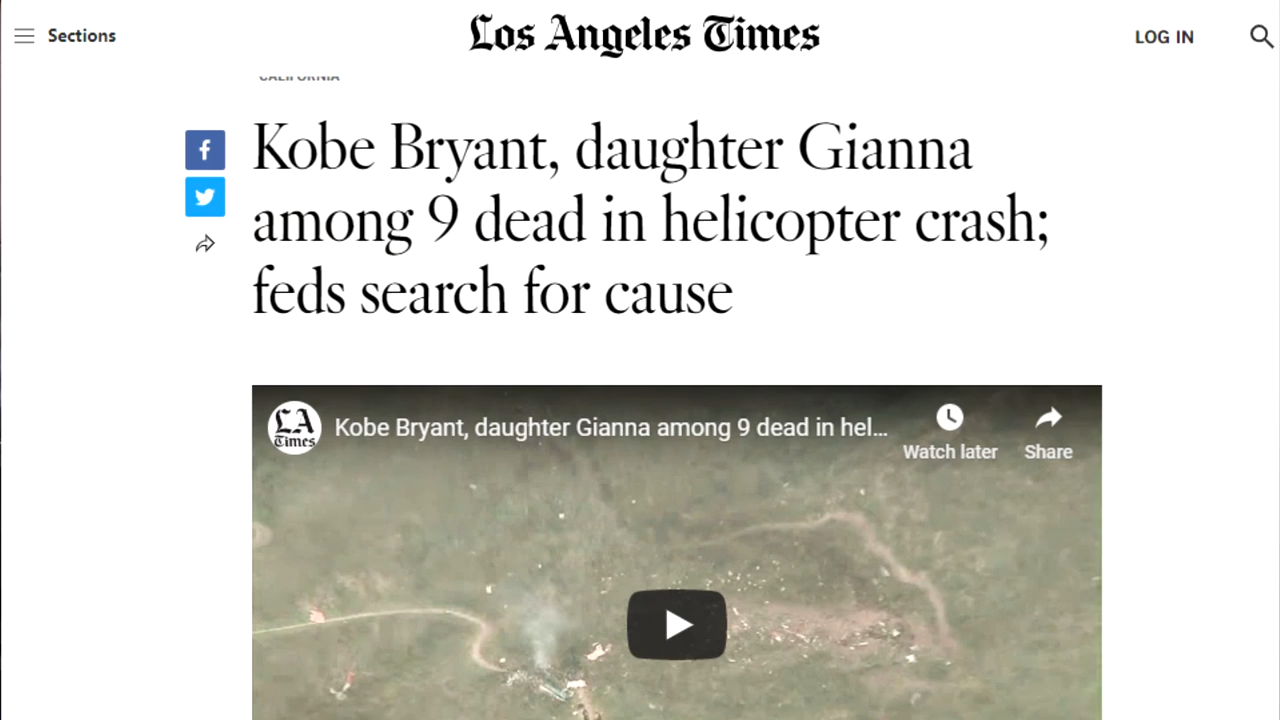 Sections
Los Angeles Times
LOG IN
CALIFORNIA
Kobe Bryant, daughter Gianna
among 9 dead in helicopter crash;
feds search for cause
LA
Times
Kobe Bryant, daughter Gianna among 9 dead in hel...
Watch later
Share